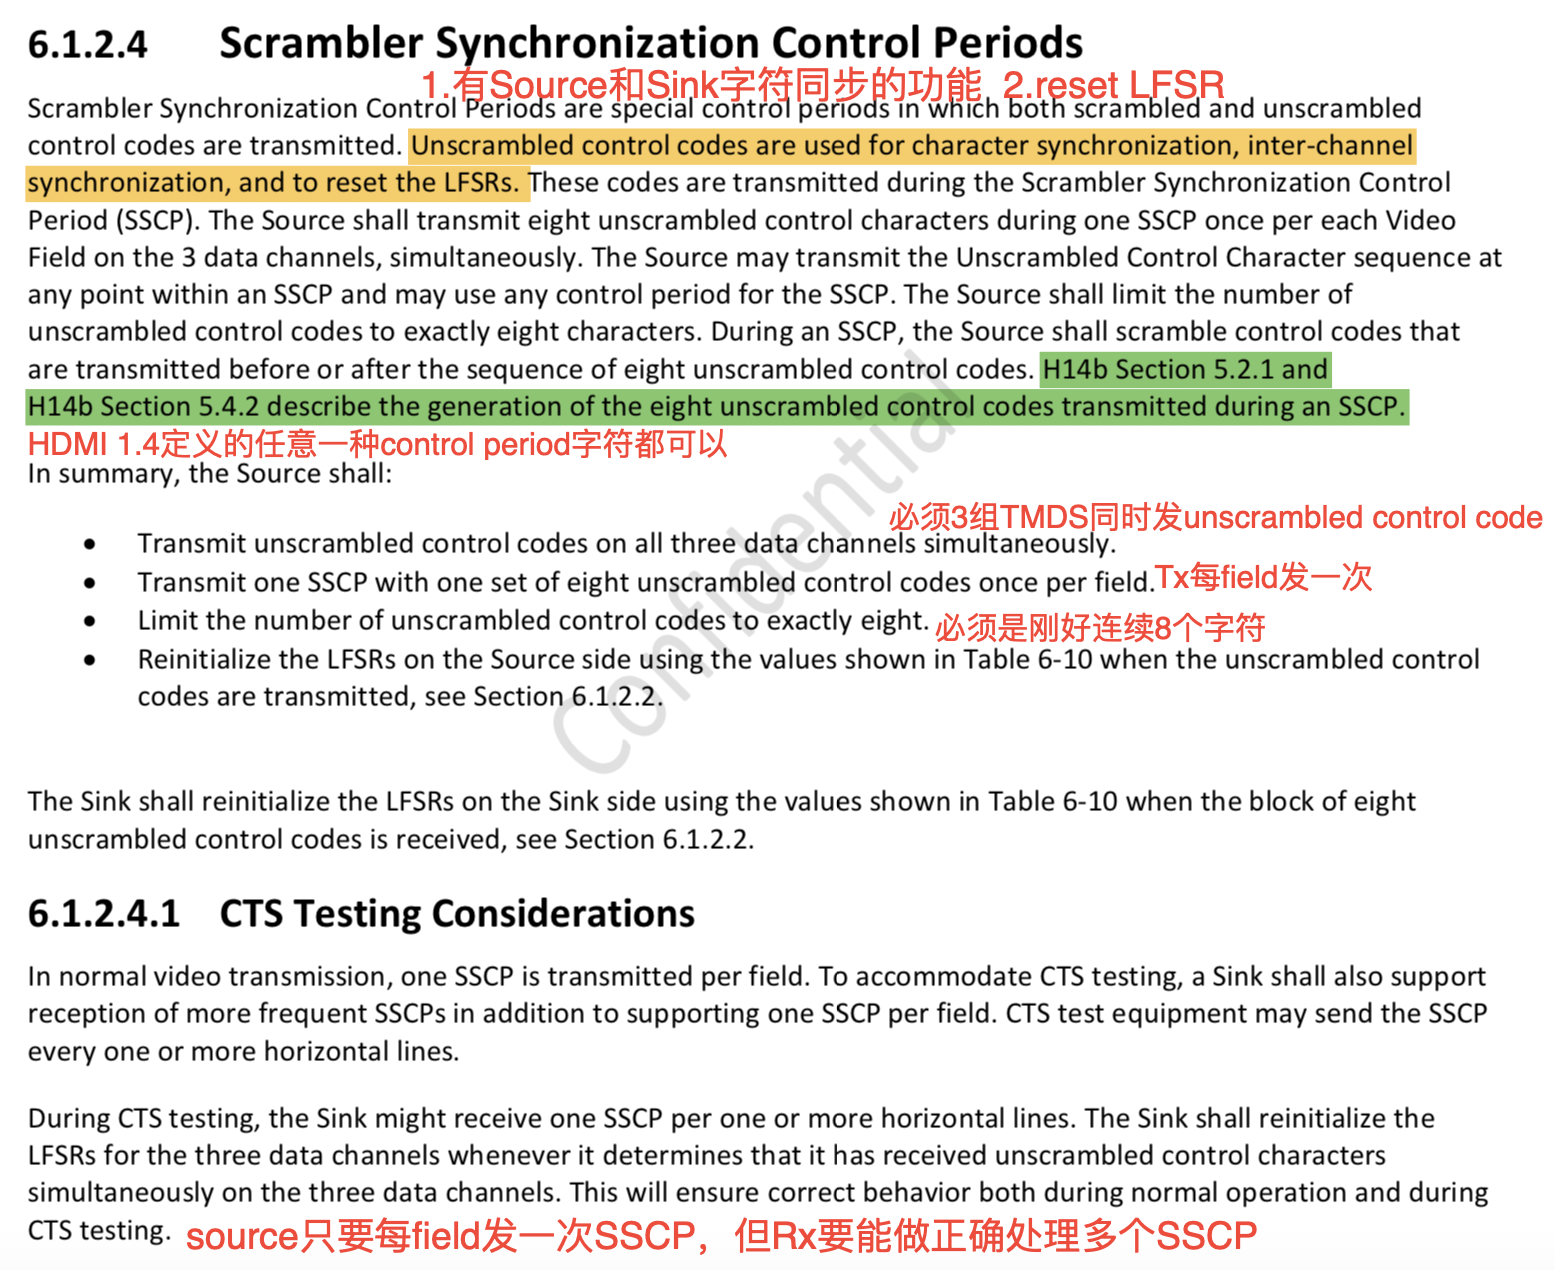 6.1.2.4 Scrambler Synchronization Control Periods
1.有Source和Sink字符同步的功能 2.reset LFSR
Scrambler Synchronization Control Periods are special control periods in which both scrambled and unscrambled
control codes are transmitted. Unscrambled control codes are used for character synchronization, inter-channel
synchronization, and to reset the LFSRs. These codes are transmitted during the Scrambler Synchronization Control
Period (SSCP). The Source shall transmit eight unscrambled control characters during one SSCP once per each Video
Field on the 3 data channels, simultaneously. The Source may transmit the Unscrambled Control Character sequence at
any point within an SSCP and may use any control period for the SSCP. The Source shall limit the number of
unscrambled control codes to exactly eight characters. During an SSCP, the Source shall scramble control codes that
are transmitted before or after the sequence of eight unscrambled control codes. H14b Section 5.2.1 and
H14b Section 5.4.2 describe the generation of the eight unscrambled control codes transmitted during an SSCP.
HDMI 1.4定义的任意一种control period字符都可以
In summary, the Source shall:
必须3组TMDS同时发unscrambled control code
• Transmit unscrambled control codes on all three data channels simultaneously.
• Transmit one SSCP with one set of eight unscrambled control codes once per field. Tx每field发一次
• Limit the number of unscrambled control codes to exactly eight. 必须是刚好连续8个字符
• Reinitialize the LFSRs on the Source side using the values shown in Table 6-10 when the unscrambled control
codes are transmitted, see Section 6.1.2.2.
Confidential
The Sink shall reinitialize the LFSRs on the Sink side using the values shown in Table 6-10 when the block of eight
unscrambled control codes is received, see Section 6.1.2.2.
6.1.2.4.1 CTS Testing Considerations
In normal video transmission, one SSCP is transmitted per field. To accommodate CTS testing, a Sink shall also support
reception of more frequent SSCPs in addition to supporting one SSCP per field. CTS test equipment may send the SSCP
every one or more horizontal lines.
During CTS testing, the Sink might receive one SSCP per one or more horizontal lines. The Sink shall reinitialize the
LFSRs for the three data channels whenever it determines that it has received unscrambled control characters
simultaneously on the three data channels. This will ensure correct behavior both during normal operation and during
CTS testing. source只要每field发一次SSCP，但Rx要能做正确处理多个SSCP